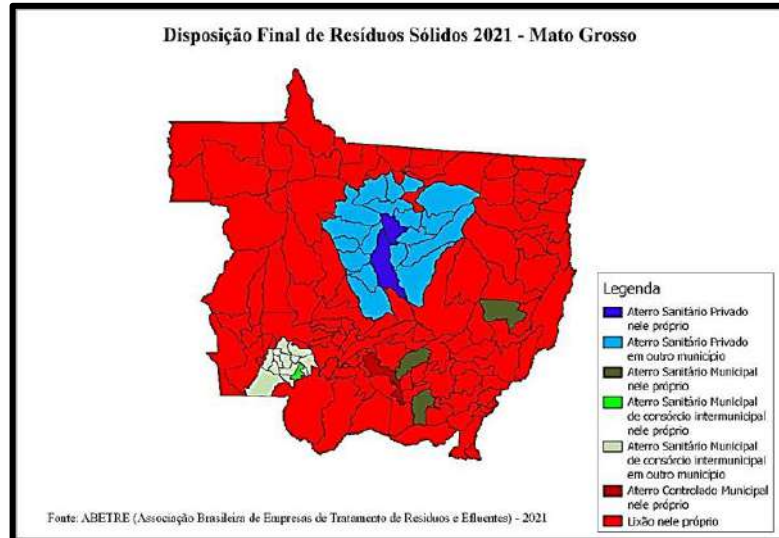 Disposição Final de Resíduos Sólidos 2021 - Mato Grosso
Legenda
Aterro Sanitário Privado
nele próprio
Aterro Sanitário Privado
em outro município
Aterro Sanitário Municipal
nele próprio
Aterro Sanitário Municipal
de consórcio intermunicipal
nele próprio
Aterro Sanitário Municipal
de consórcio intermunicipal
em outro município
Aterro Controlado Municipal
nele próprio
Lixão nele próprio
Fonte: ABETRE (Associação Brasileira de Empresas de Tratamento de Resíduos e Efluentes) - 2021